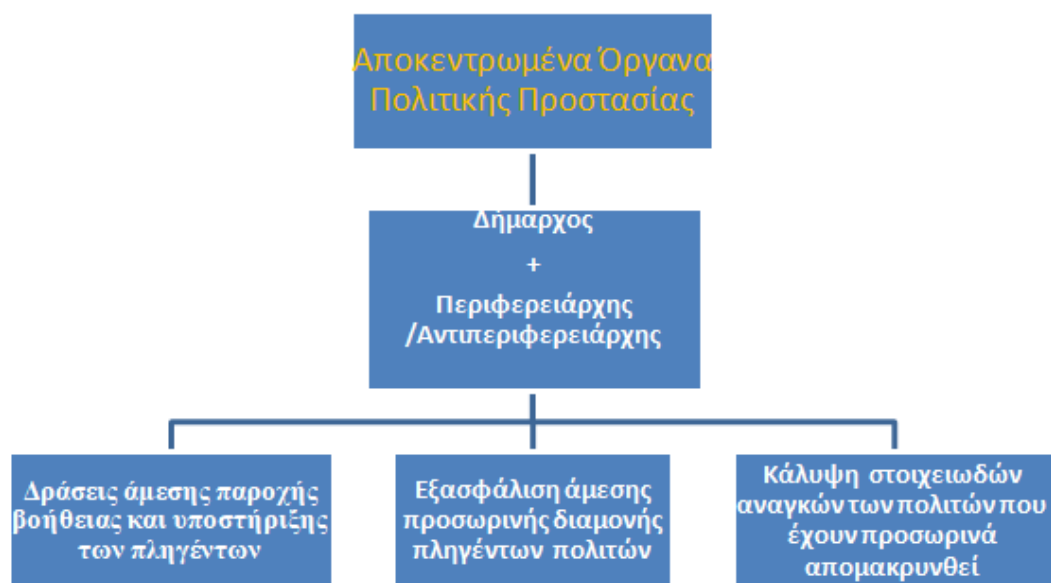 Αποκεντρωμένα Όργανα
Πολιτικής Προστασίας
Δήμαρχος
+
Περιφερειάρχης
/Αντιπεριφερειάρχης
Δράσεις άμεσης παροχής
βοήθειας και υποστήριξης
των πληγέντων
Εξασφάλιση άμεσης
προσωρινής διαμονής
πληγέντων πολιτών
Κάλυψη στοιχειωδών
αναγκών των πολιτών που
έχουν προσωρινά
απομακρυνθεί